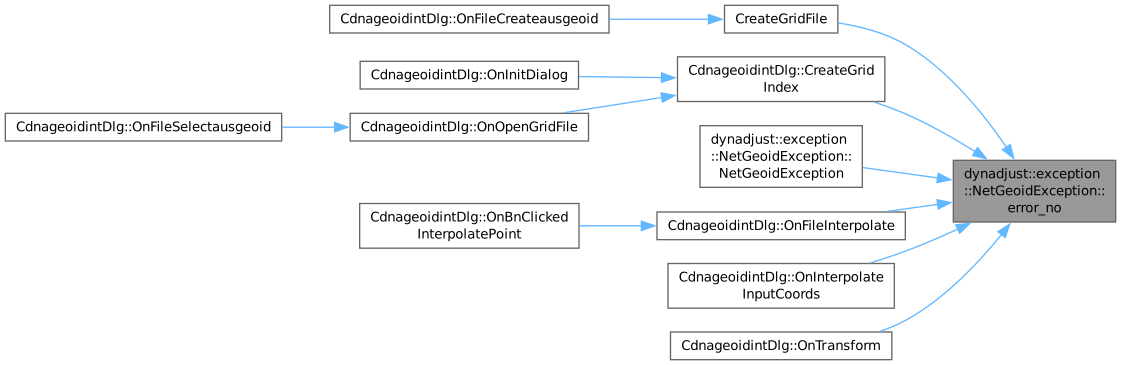 CdnageoidintDlg::OnFileCreateausgeoid
CreateGridFile
CdnageoidintDlg::OnInitDialog
CdnageoidintDlg::CreateGrid
Index
CdnageoidintDlg::OnFileSelectausgeoid
CdnageoidintDlg::OnOpenGridFile
dynadjust::exception
::NetGeoidException::
NetGeoidException
dynadjust::exception
::NetGeoidException::
error_no
CdnageoidintDlg::OnBnClicked
InterpolatePoint
CdnageoidintDlg::OnFileInterpolate
CdnageoidintDlg::OnInterpolate
InputCoords
CdnageoidintDlg::OnTransform